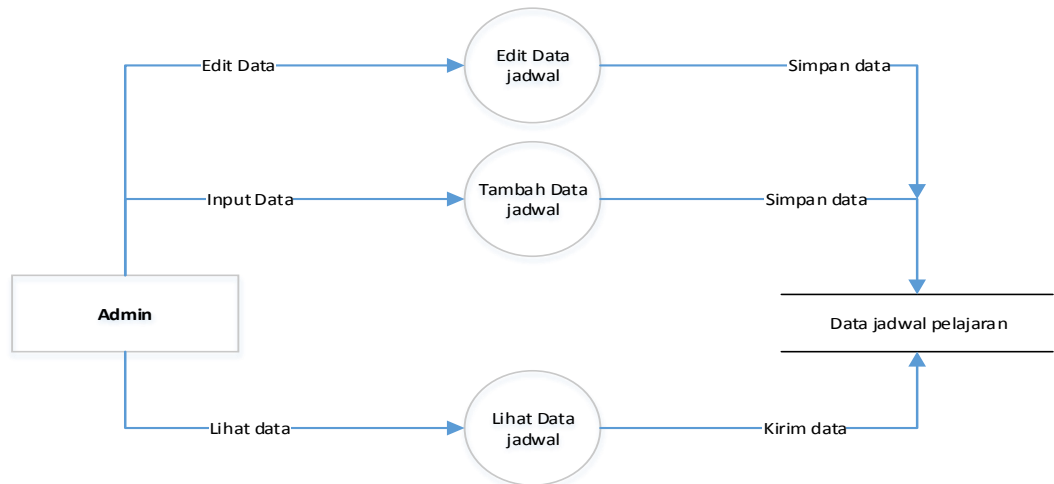 Edit Data
Edit Data
jadwal
Simpan data
Input Data
Tambah Data
jadwal
Simpan data
Admin
Data jadwal pelajaran
Lihat data
Lihat Data
jadwal
Kirim data